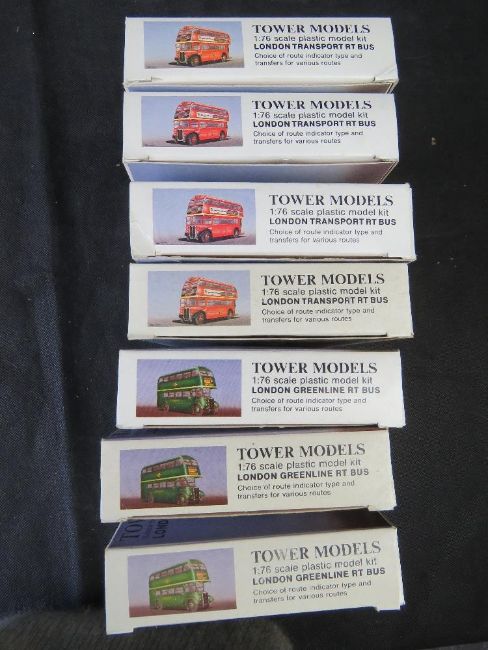 TOWER MODELS
1:76 scale plastic model kit
LONDON TRANSPORT RT BUS
Choice of route indicator type and
transfers for various routes
TOWER MODELS
1:76 scale plastic model kit
LONDON TRANSPORT RT BUS
Choice of route indicator type and
transfers for various routes
TOWER MODELS
1:76 scale plastic model kit
LONDON TRANSPORT RT BUS
Choice of route indicator type and
transfers for various routes
TOWER MODELS
1:76 scale plastic model kit
LONDON TRANSPORT RT BUS
Choice of route indicator type and
transfers for various routes
TOWER MODELS
1:76 scale plastic model kit
LONDON GREENLINE RT BUS
Choice of route indicator type and
transfers for various routes
TOWER MODELS
1:76 scale plastic model kit
LONDON GREENLINE RT BUS
Choice of route indicator type and
transfers for various routes
TO
LOND
TOWER MODELS
1:76 scale plastic model kit
LONDON GREENLINE RT BUS
Choice of route indicator type and
transfers for various routes